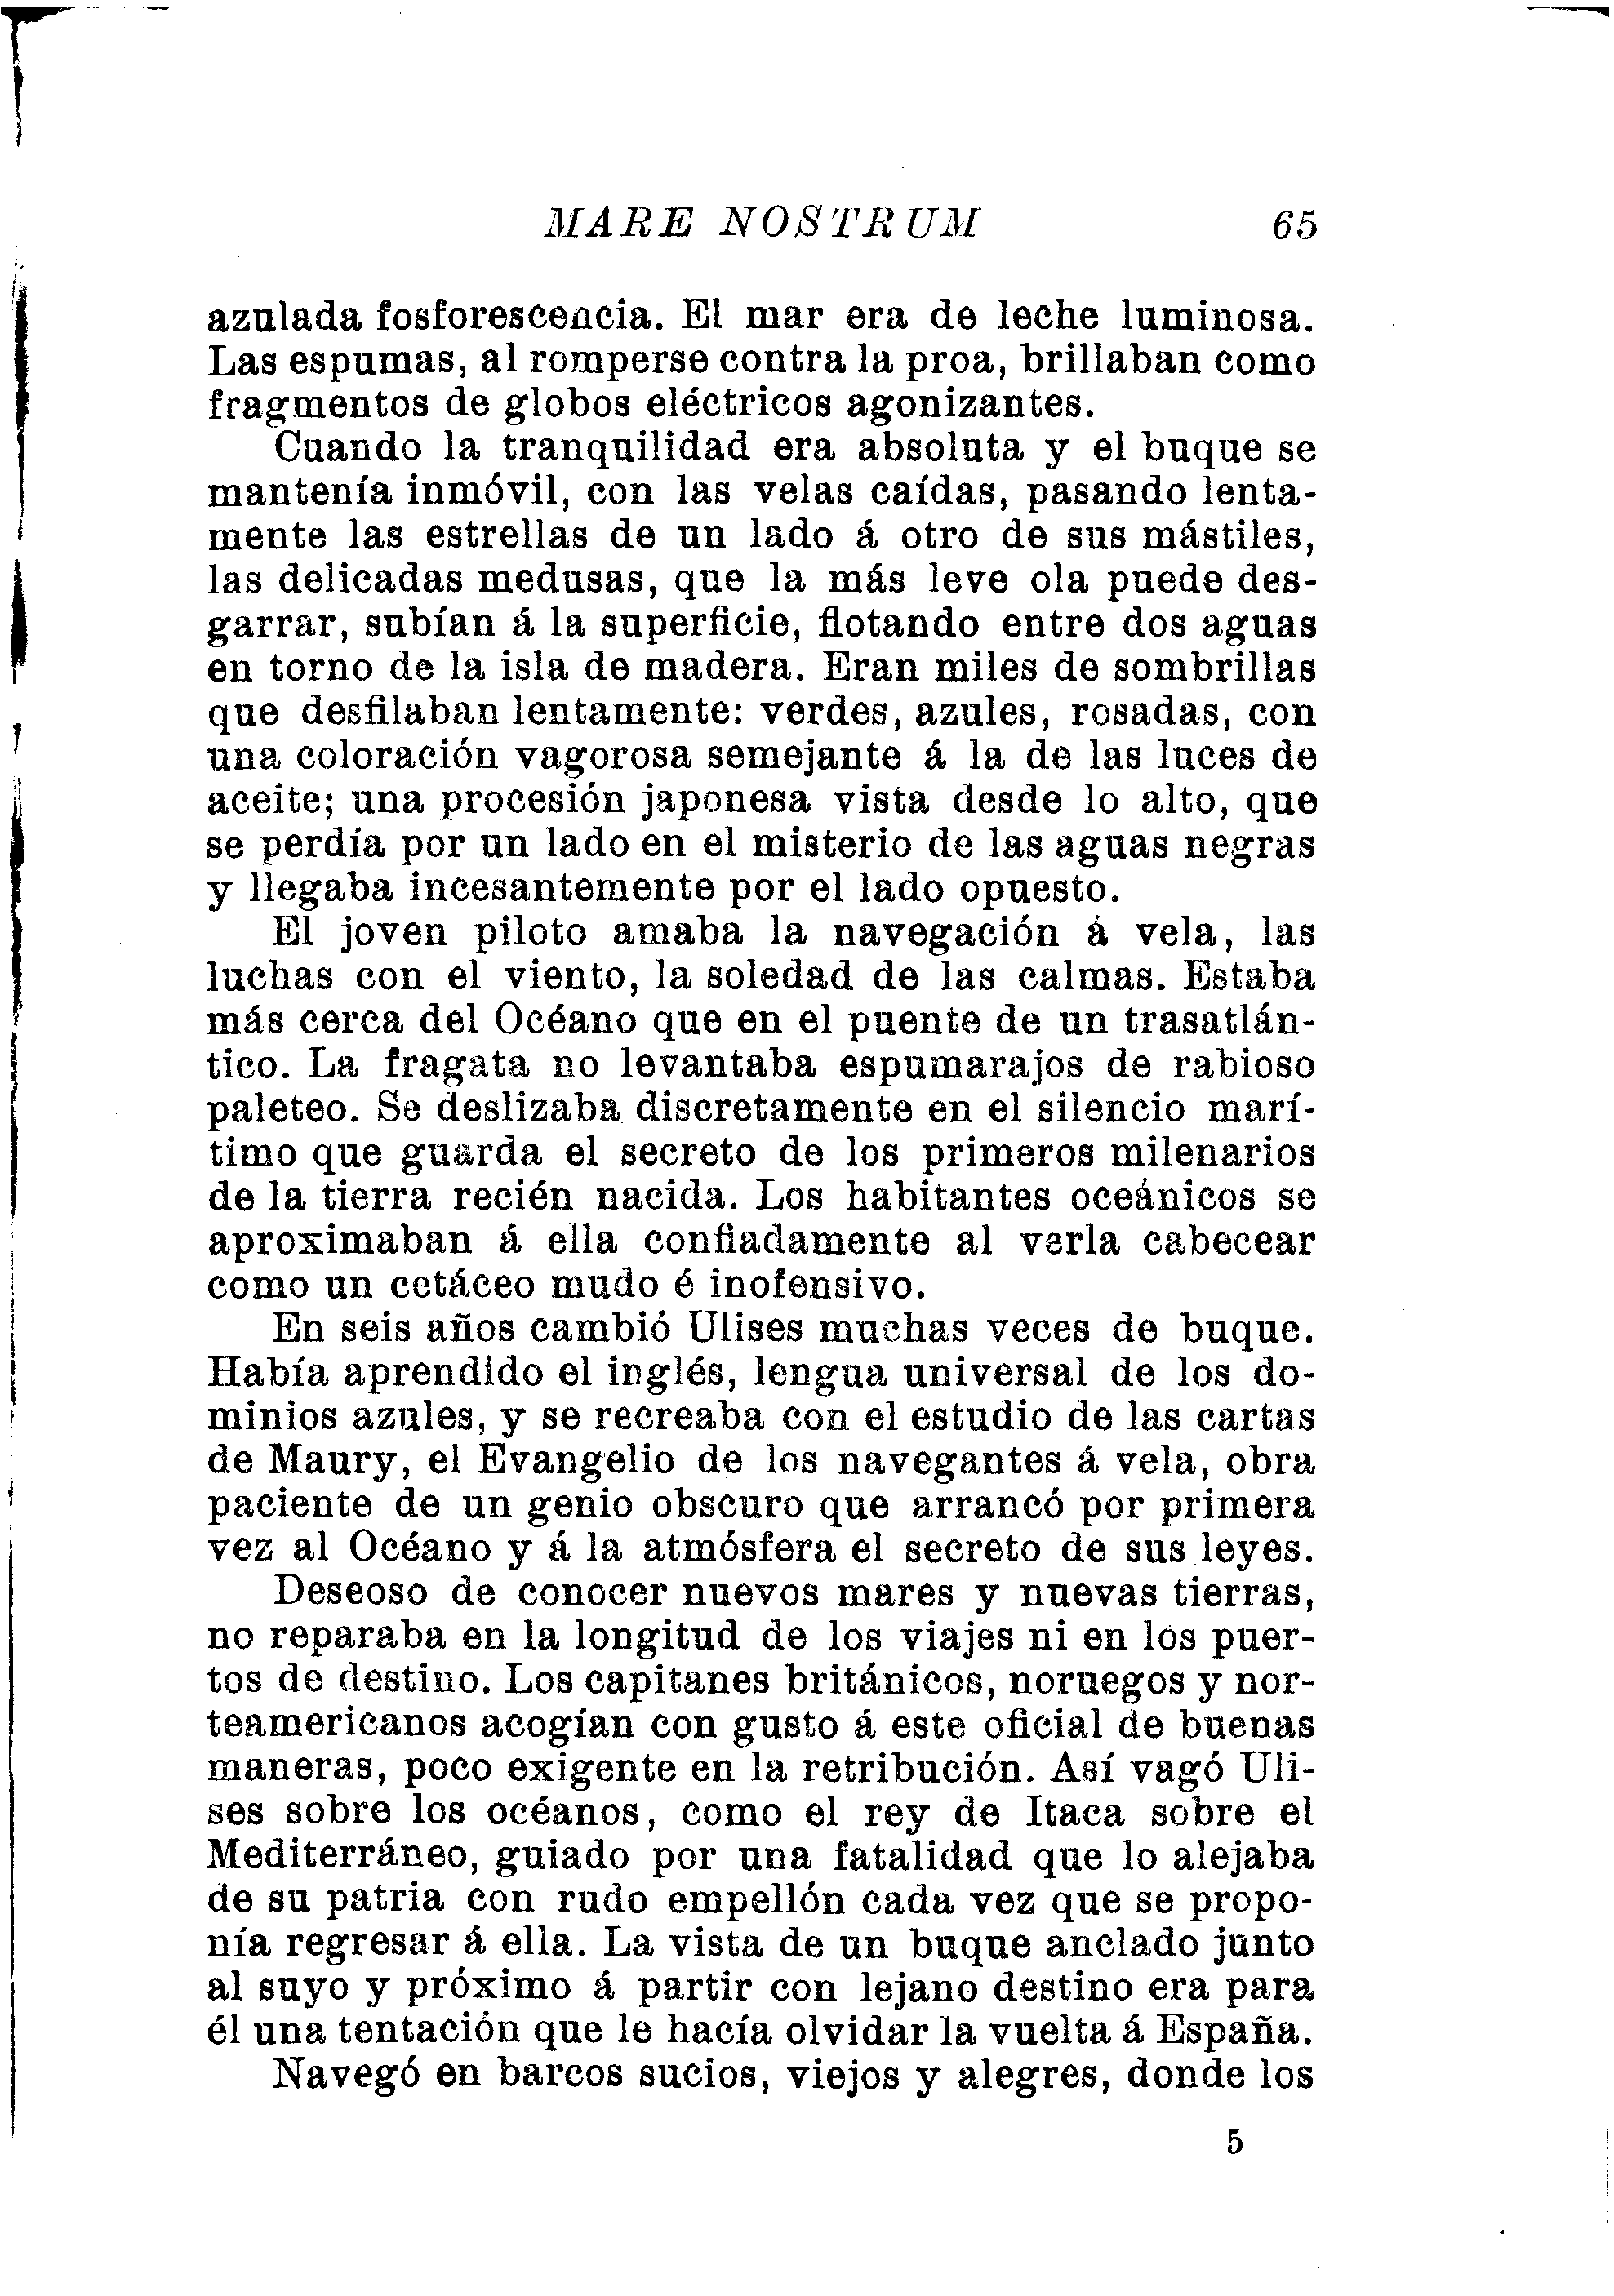 MARE NOSTRUM 65
azulada fosforescencia. El mar era de leche luminosa.
Las espumas, al romperse contra la proa, brillaban como
fragmentos de globos eléctricos agonizantes.
Cuando la tranquilidad era absoluta y el buque se
mantenía inmóvil, con las velas caídas, pasando lenta-
mente las estrellas de un lado á otro de sus mástiles,
las delicadas medusas, que la más leve ola puede des-
garrar, subían á la superficie, flotando entre dos aguas
en torno de la isla de madera. Eran miles de sombrillas
que desfilaban lentamente: verdes, azules, rosadas, con
una coloración vagorosa semejante á la de las luces de
aceite; una procesión japonesa vista desde lo alto, que
se perdía por un lado en el misterio de las aguas negras
y llegaba incesantemente por el lado opuesto.
El joven piloto amaba la navegación á vela, las
luchas con el viento, la soledad de las calmas. Estaba
más cerca del Océano que en el puente de un trasatlán-
tico. La fragata no levantaba espumarajos de rabioso
paleteo. Se deslizaba discretamente en el silencio marí-
timo que guarda el secreto de los primeros milenarios
de la tierra recién nacida. Los habitantes oceánicos se
aproximaban á ella confiadamente al verla cabecear
como un cetáceo mudo é inofensivo.
En seis años cambió Ulises muchas veces de buque.
Había aprendido el inglés, lengua universal de los do-
minios azules, y se recreaba con el estudio de las cartas
de Maury, el Evangelio de los navegantes á vela, obra
paciente de un genio obscuro que arrancó por primera
vez al Océano y á la atmósfera el secreto de sus leyes.
Deseoso de conocer nuevos mares y nuevas tierras,
no reparaba en la longitud de los viajes ni en los puer-
tos de destino. Los capitanes británicos, noruegos y nor-
teamericanos acogían con gusto á este oficial de buenas
maneras, poco exigente en la retribución. Así vagó Uli-
ses sobre los océanos, como el rey de Itaca sobre el
Mediterráneo, guiado por una fatalidad que lo alejaba
de su patria con rudo empellón cada vez que se propo-
nía regresar á ella. La vista de un buque anclado junto
al suyo y próximo á partir con lejano destino era para
él una tentación que le hacía olvidar la vuelta á España.
Navegó en barcos sucios, viejos y alegres, donde los
5